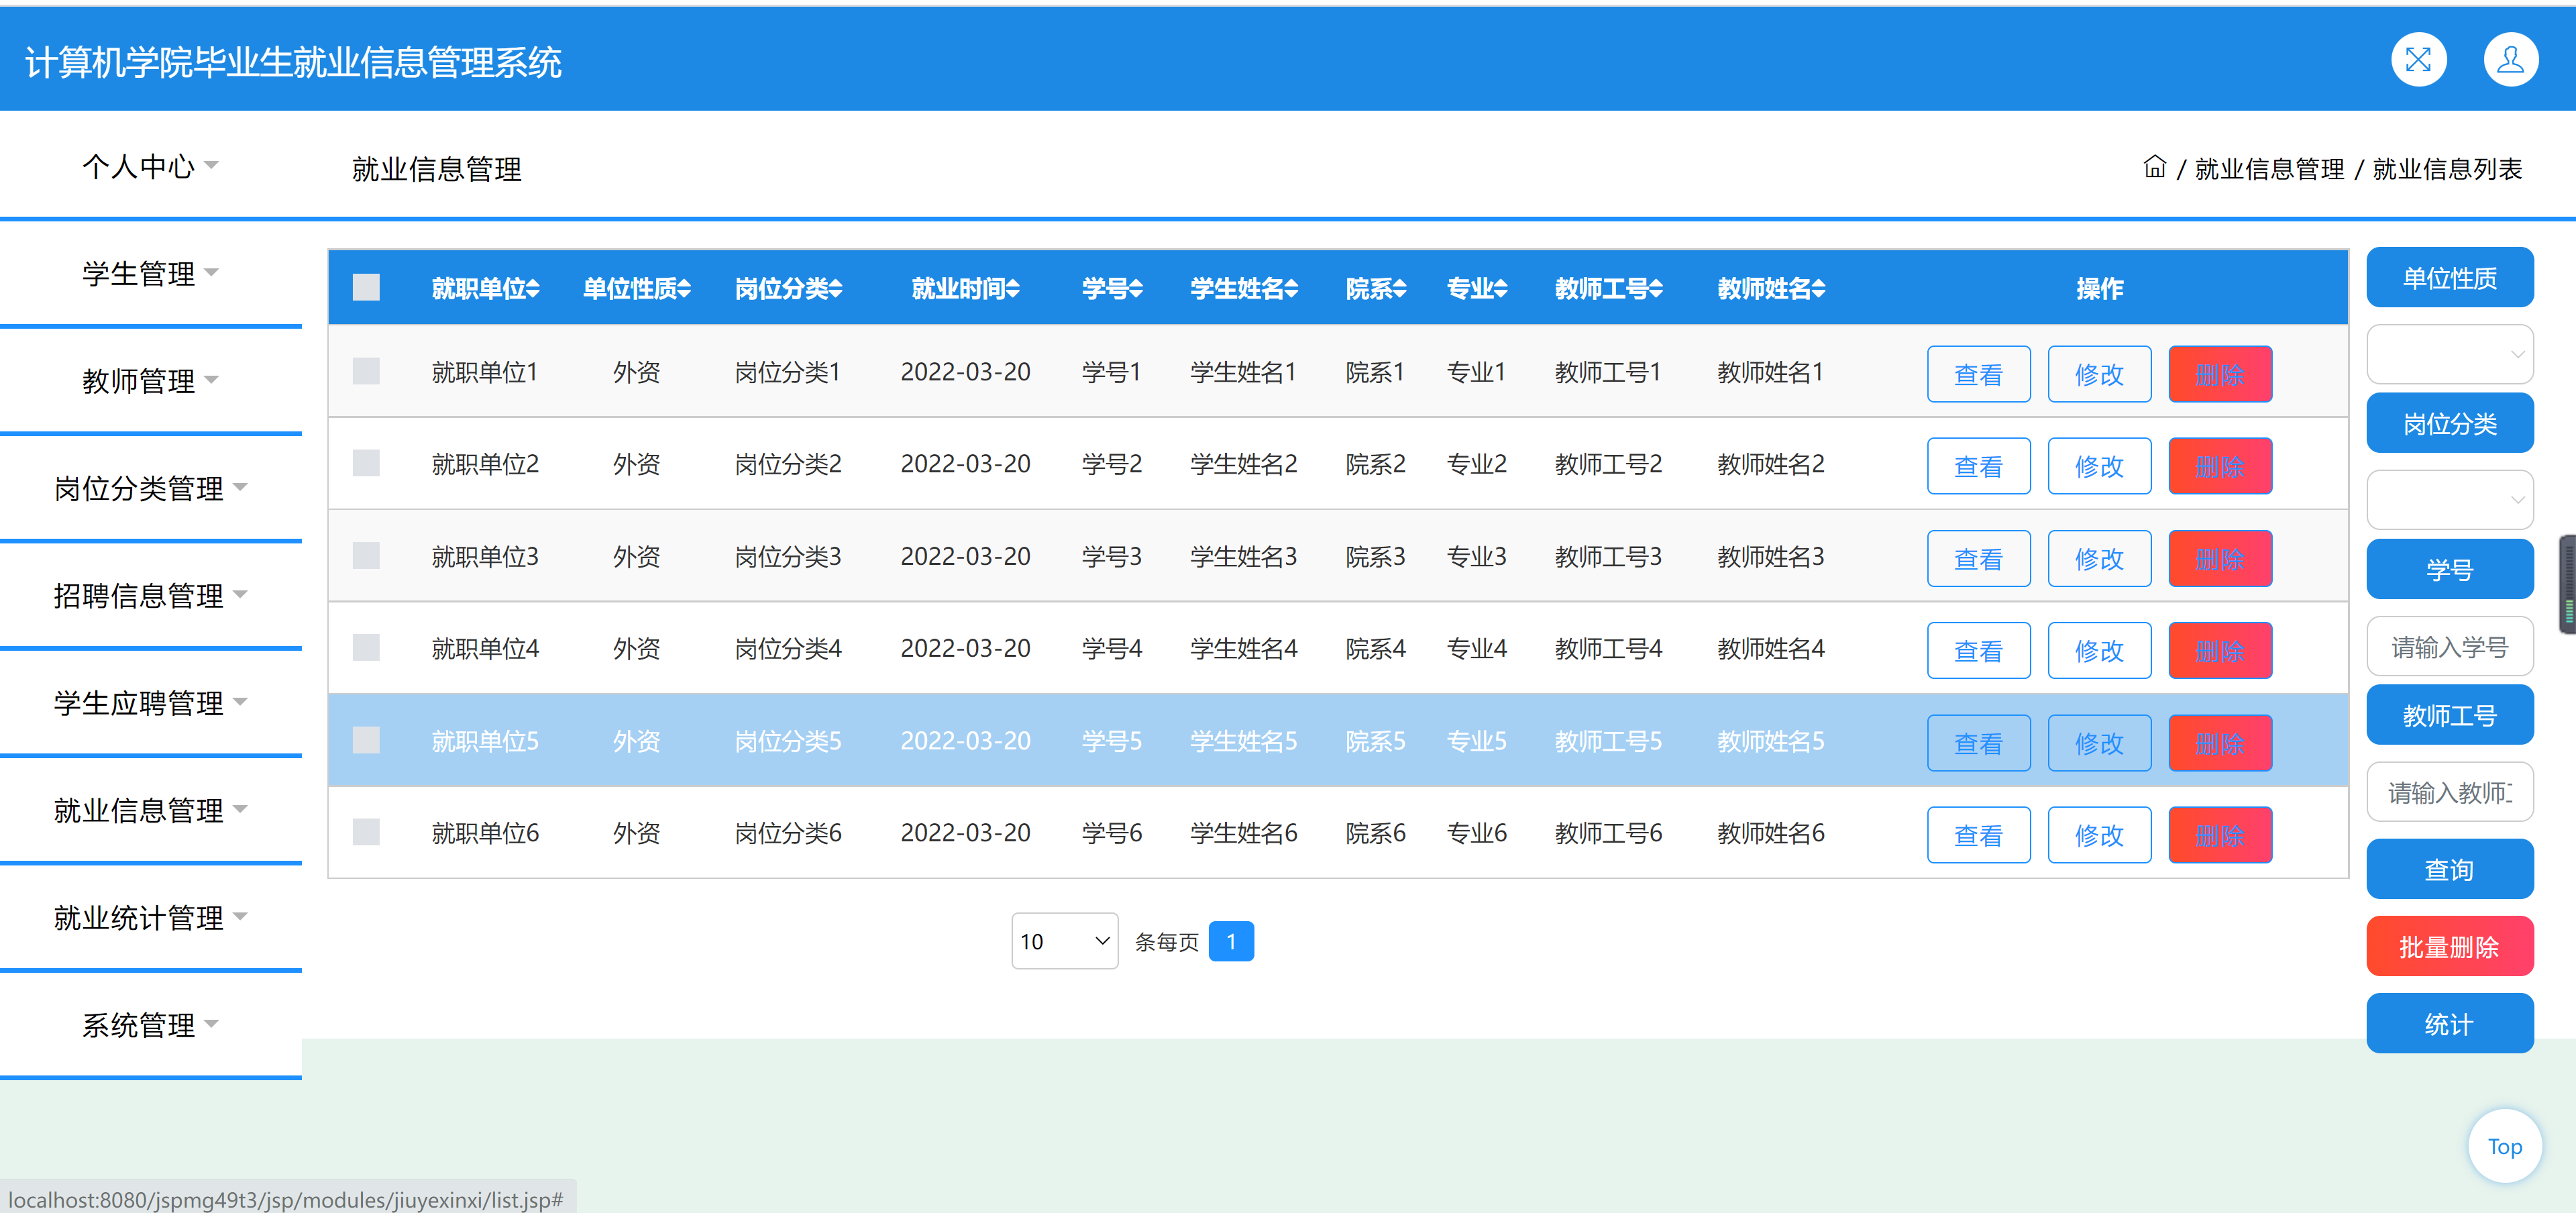 计算机学院毕业生就业信息管理系统
个人中心
就业信息管理
/ 就业信息管理 / 就业信息列表
学生管理
教师管理
岗位分类管理
招聘信息管理
学生应聘管理
就业信息管理
就业统计管理
系统管理
就职单位 单位性质 岗位分类 就业时间 学号 学生姓名 院系 专业 教师工号 教师姓名 操作
就职单位1 外资 岗位分类1 2022-03-20 学号1 学生姓名1 院系1 专业1 教师工号1 教师姓名1 查看 修改 删除
就职单位2 外资 岗位分类2 2022-03-20 学号2 学生姓名2 院系2 专业2 教师工号2 教师姓名2 查看 修改 删除
就职单位3 外资 岗位分类3 2022-03-20 学号3 学生姓名3 院系3 专业3 教师工号3 教师姓名3 查看 修改 删除
就职单位4 外资 岗位分类4 2022-03-20 学号4 学生姓名4 院系4 专业4 教师工号4 教师姓名4 查看 修改 删除
就职单位5 外资 岗位分类5 2022-03-20 学号5 学生姓名5 院系5 专业5 教师工号5 教师姓名5 查看 修改 删除
就职单位6 外资 岗位分类6 2022-03-20 学号6 学生姓名6 院系6 专业6 教师工号6 教师姓名6 查看 修改 删除
10 条每页 1
单位性质
岗位分类
学号
请输入学号
教师工号
请输入教师
查询
批量删除
统计
Top
localhost:8080/jspmg49t3/jsp/modules/jiuyexinxi/list.jsp#